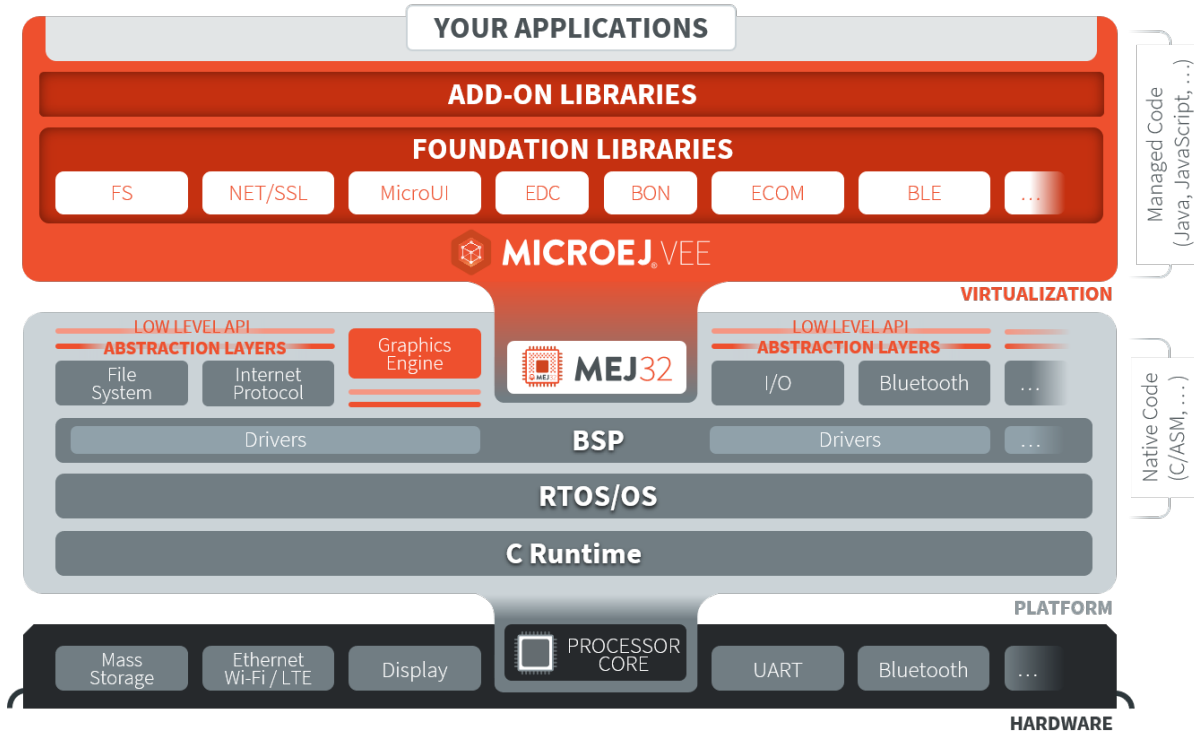 YOUR APPLICATIONS
ADD-ON LIBRARIES
FOUNDATION LIBRARIES
FS
NET/SSL
MicroUI
EDC
BON
ECOM
BLE
...
MICROEJ® VEE
Managed Code
(Java, JavaScript, ...)
VIRTUALIZATION
LOW LEVEL API
ABSTRACTION LAYERS
File
System
Internet
Protocol
Graphics
Engine
MEJ
MEJ32
LOW LEVEL API
ABSTRACTION LAYERS
I/O
Bluetooth
...
Drivers
BSP
Drivers
...
Native Code
(C/ASM, ...)
RTOS/OS
C Runtime
PLATFORM
Mass
Storage
Ethernet
Wi-Fi / LTE
Display
PROCESSOR
CORE
UART
Bluetooth
...
HARDWARE